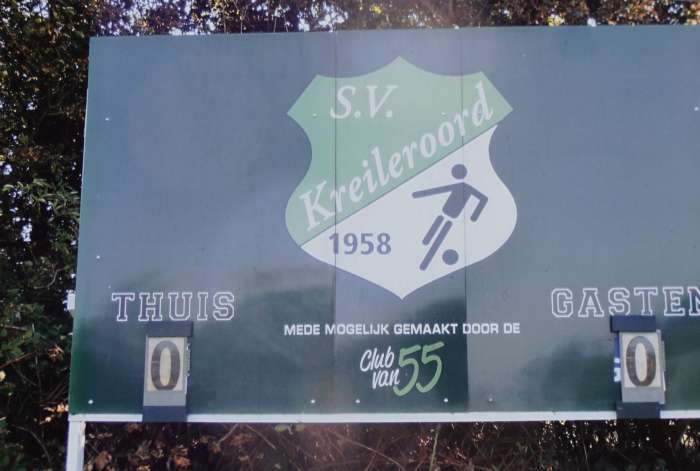 S.V.
Kreileroord
1958
THUIS
GASTEN
MEDE MOGELIJK GEMAAKT DOOR DE
Club
van 55
0
0